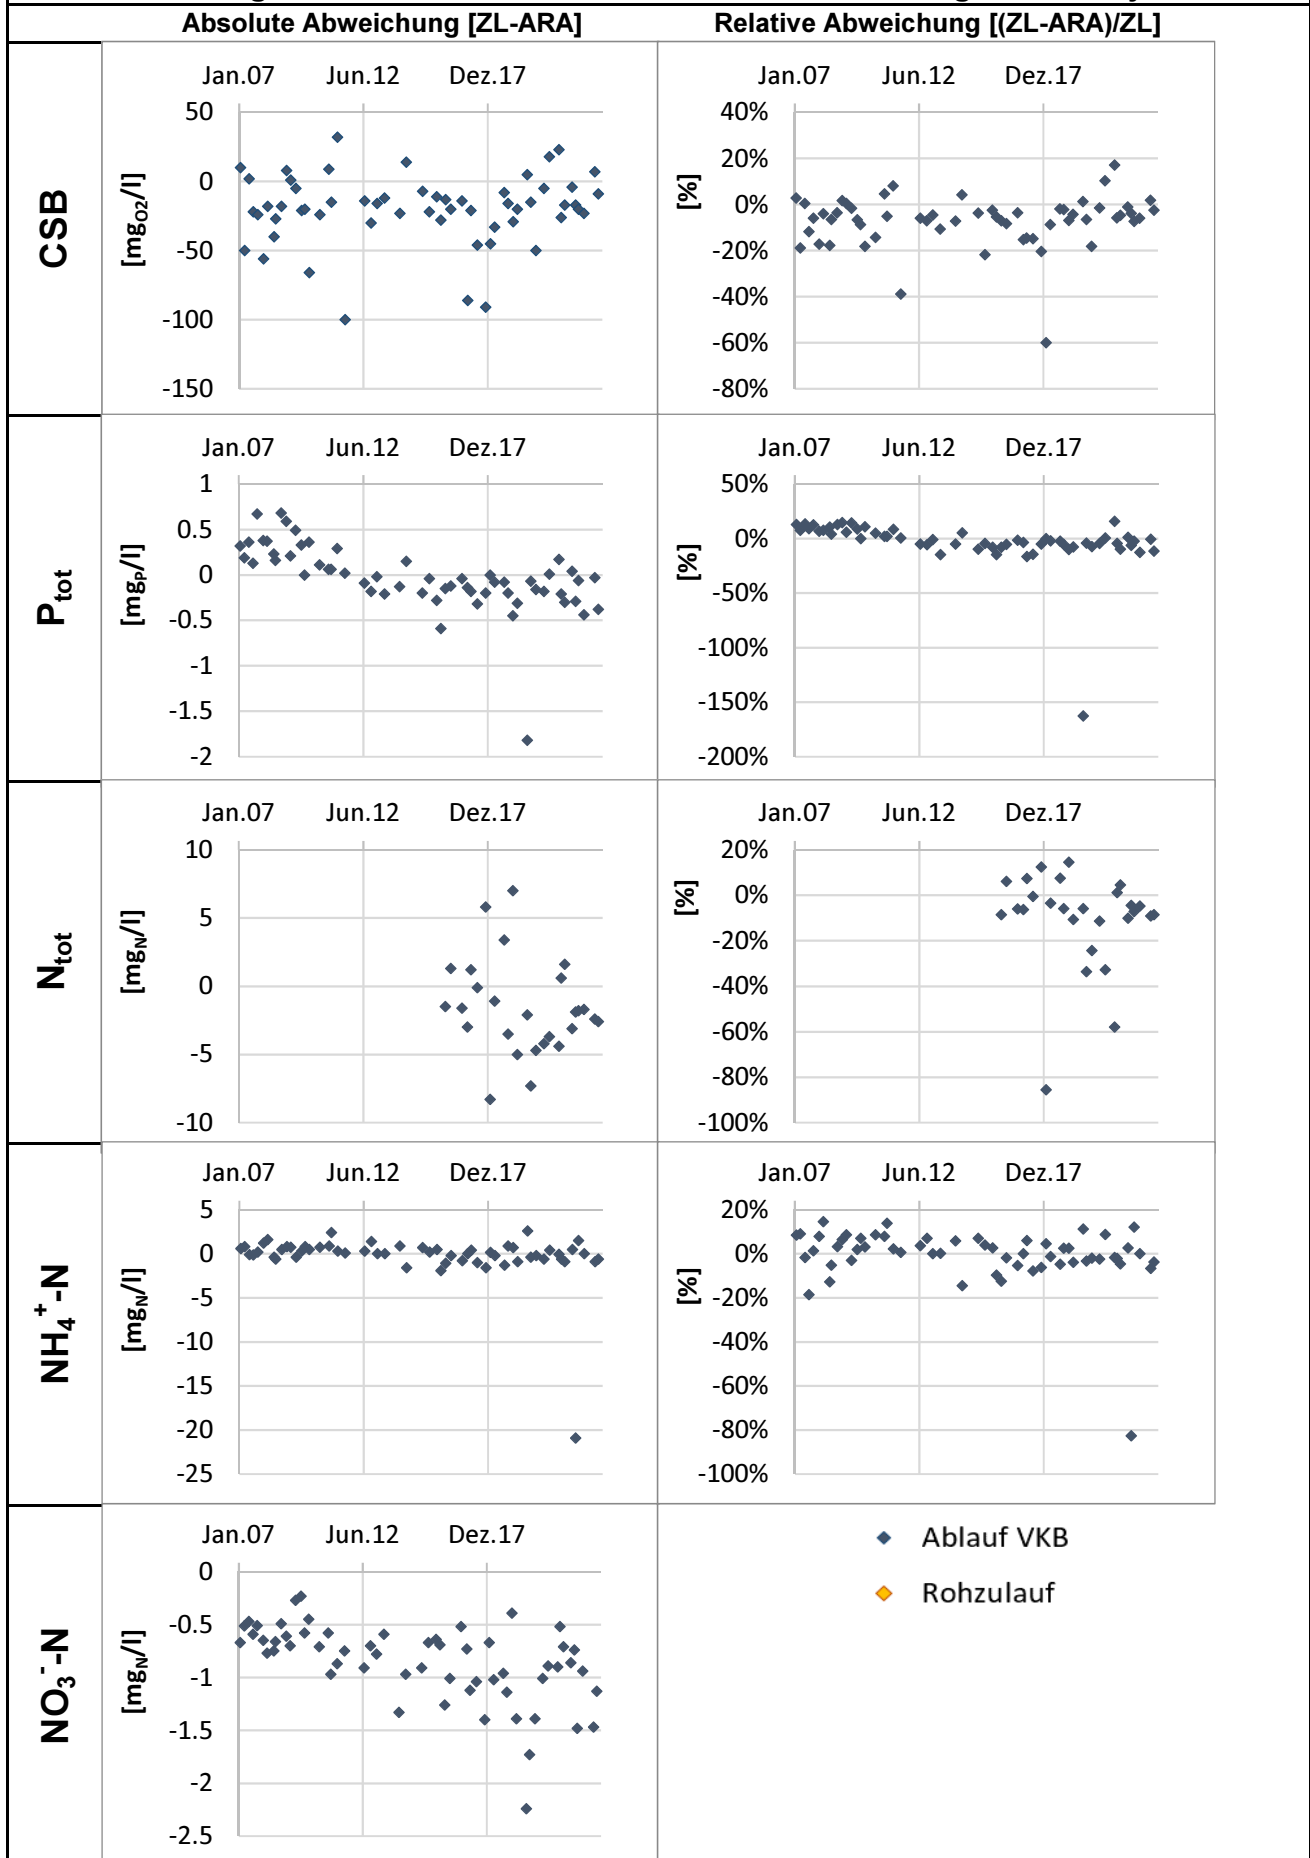 Absolute Abweichung [ZL-ARA] Relative Abweichung [(ZL-ARA)/ZL]
CSB
Jan.07 Jun.12 Dez.17
[mgO2/l]
50
0
-50
-100
-150
Jan.07 Jun.12 Dez.17
[%]
40%
20%
0%
-20%
-40%
-60%
-80%
Ptot
Jan.07 Jun.12 Dez.17
[mgP/l]
1
0.5
0
-0.5
-1
-1.5
-2
Jan.07 Jun.12 Dez.17
[%]
50%
0%
-50%
-100%
-150%
-200%
Ntot
Jan.07 Jun.12 Dez.17
[mgN/l]
10
5
0
-5
-10
Jan.07 Jun.12 Dez.17
[%]
20%
0%
-20%
-40%
-60%
-80%
-100%
NH4+-N
Jan.07 Jun.12 Dez.17
[mgN/l]
5
0
-5
-10
-15
-20
-25
Jan.07 Jun.12 Dez.17
[%]
20%
0%
-20%
-40%
-60%
-80%
-100%
NO3--N
Jan.07 Jun.12 Dez.17
[mgN/l]
0
-0.5
-1
-1.5
-2
-2.5
Ablauf VKB
Rohzulauf